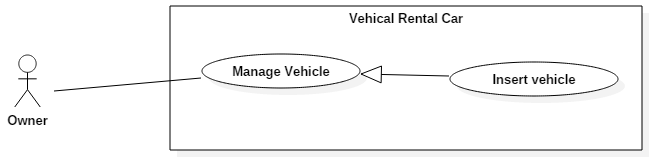 Vehical Rental Car
Manage Vehicle
Insert vehicle
Owner